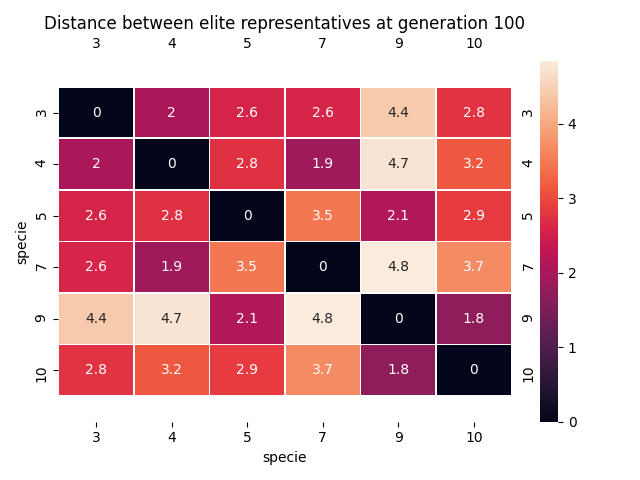 Distance between elite representatives at generation 100
3 4 5 7 9 10
3 0 2 2.6 2.6 4.4 2.8 3
4 2 0 2.8 1.9 4.7 3.2 4
5 2.6 2.8 0 3.5 2.1 2.9 5
7 2.6 1.9 3.5 0 4.8 3.7 7
9 4.4 4.7 2.1 4.8 0 1.8 9
10 2.8 3.2 2.9 3.7 1.8 0 10
3 4 5 7 9 10
specie
specie
4
3
2
1
0